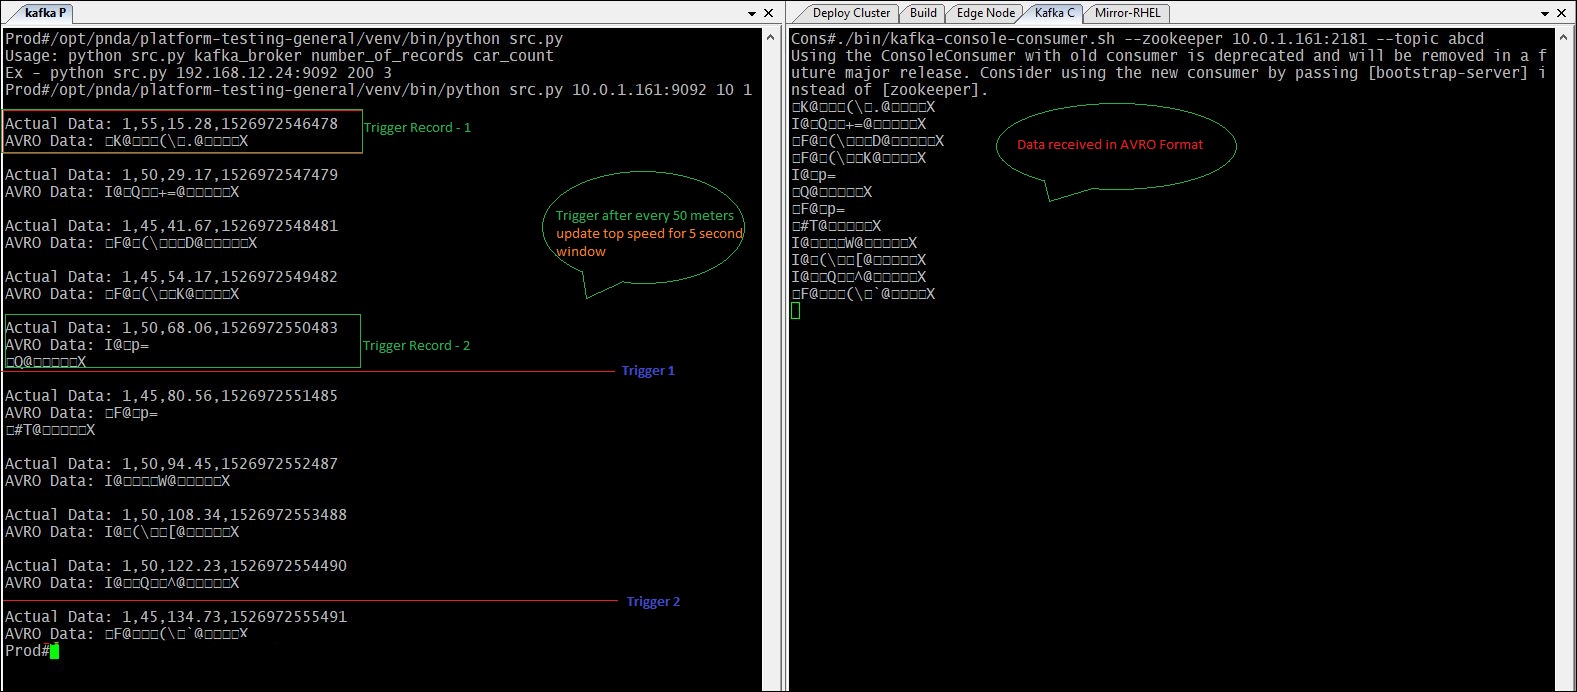 kafka P
Prod#/opt/pnda/platform-testing-general/venv/bin/python src.py
Usage: python src.py kafka_broker number_of_records car_count
Ex - python src.py 192.168.12.24:9092 200 3
Prod#/opt/pnda/platform-testing-general/venv/bin/python src.py 10.0.1.161:9092 10 1
Actual Data: 1,55,15.28,1526972546478
Trigger Record - 1
AVRO Data: □K@□□□(\□.@□□□□X
Actual Data: 1,50,29.17,1526972547479
AVRO Data: I@□Q□□+=@□□□□□X
Trigger after every 50 meters
update top speed for 5 second
window
Actual Data: 1,45,41.67,1526972548481
AVRO Data: □F@□(\□□□D@□□□□□X
Actual Data: 1,45,54.17,1526972549482
AVRO Data: □F@□(\□□K@□□□□X
Actual Data: 1,50,68.06,1526972550483
AVRO Data: I@□p=
□Q@□□□□□X
Trigger Record - 2
Trigger 1
Actual Data: 1,45,80.56,1526972551485
AVRO Data: □F@□p=
□#T@□□□□□X
Actual Data: 1,50,94.45,1526972552487
AVRO Data: I@□□□□W@□□□□□X
Actual Data: 1,50,108.34,1526972553488
AVRO Data: I@□(\□□[@□□□□□X
Actual Data: 1,50,122.23,1526972554490
AVRO Data: I@□□Q□□^@□□□□□X
Trigger 2
Actual Data: 1,45,134.73,1526972555491
AVRO Data: □F@□□□(\□`@□□□□X
Prod#
Deploy Cluster
Build
Edge Node
Kafka C
Mirror-RHEL
Cons#./bin/kafka-console-consumer.sh --zookeeper 10.0.1.161:2181 --topic abcd
Using the ConsoleConsumer with old consumer is deprecated and will be removed in a f
uture major release. Consider using the new consumer by passing [bootstrap-server] i
nstead of [zookeeper].
□K@□□□(\□.@□□□□X
I@□Q□□+=@□□□□□X
□F@□(\□□□D@□□□□□X
□F@□(\□□K@□□□□X
I@□p=
□Q@□□□□□X
□F@□p=
□#T@□□□□□X
I@□□□□W@□□□□□X
I@□(\□□[@□□□□□X
I@□□Q□□^@□□□□□X
□F@□□□(\□`@□□□□X
Data received in AVRO Format